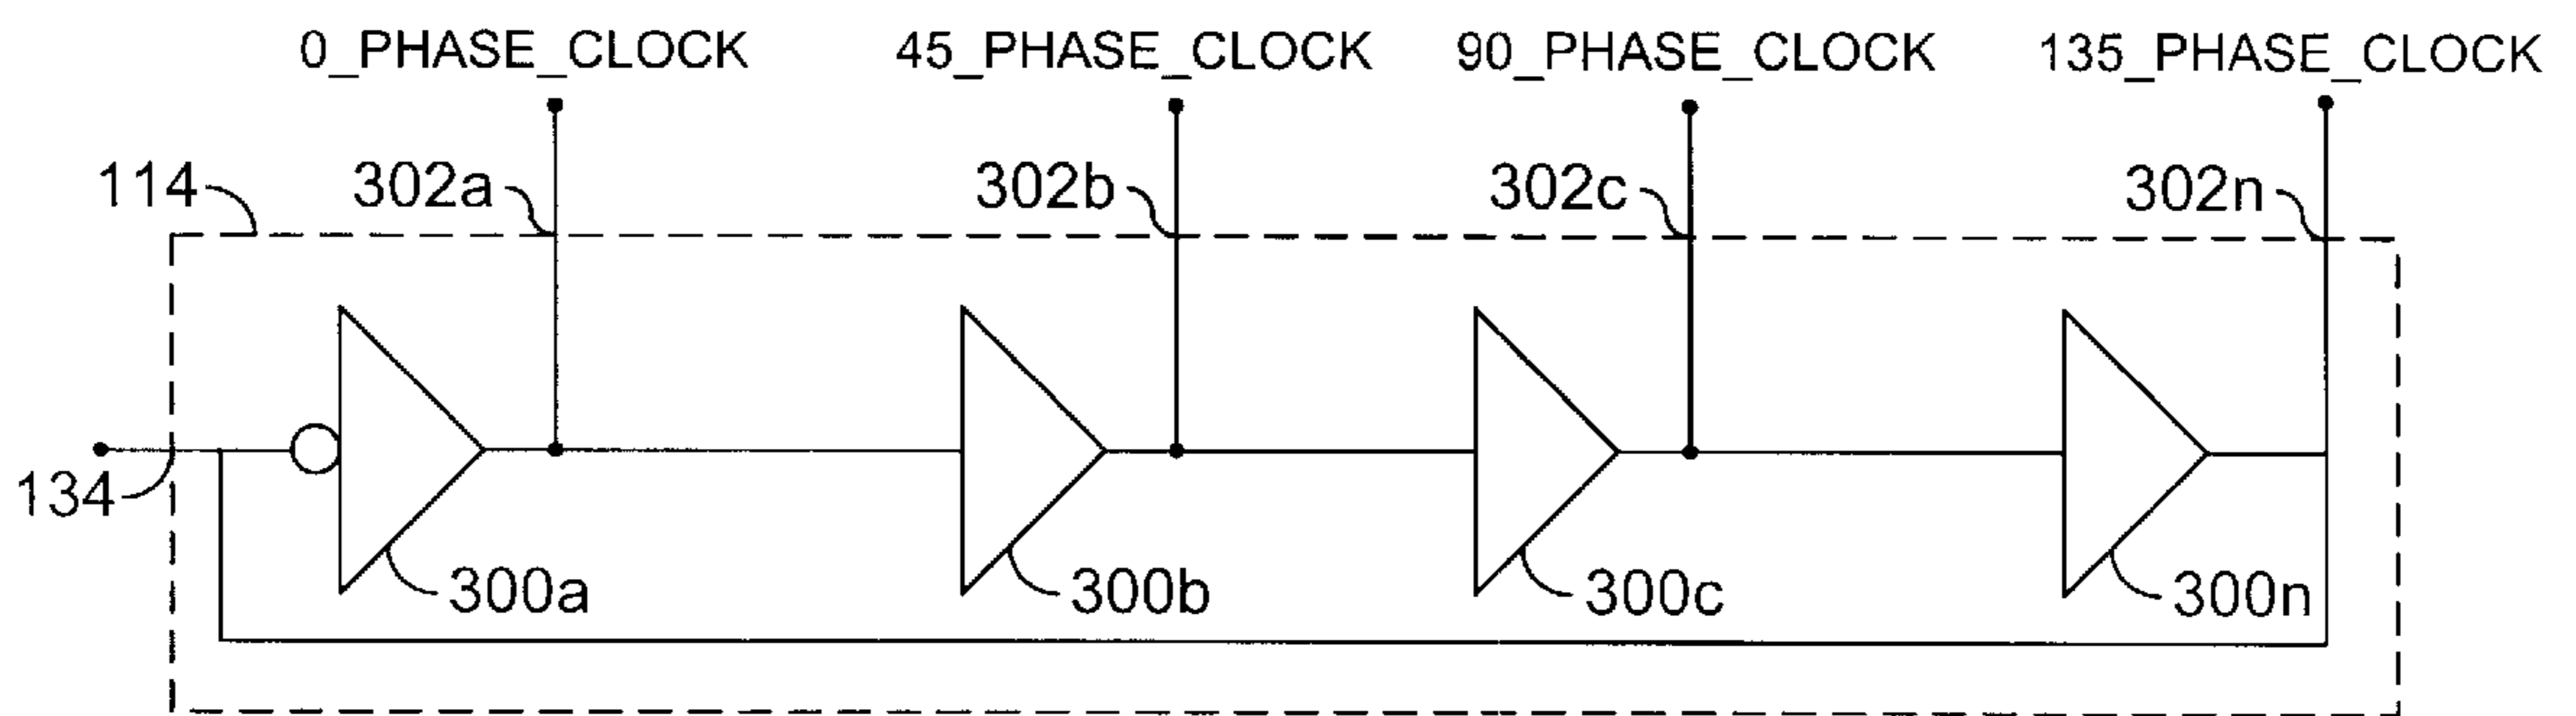 0_PHASE_CLOCK 45_PHASE_CLOCK 90_PHASE_CLOCK 135_PHASE_CLOCK
114 302a 302b 302c 302n
134
300a 300b 300c 300n